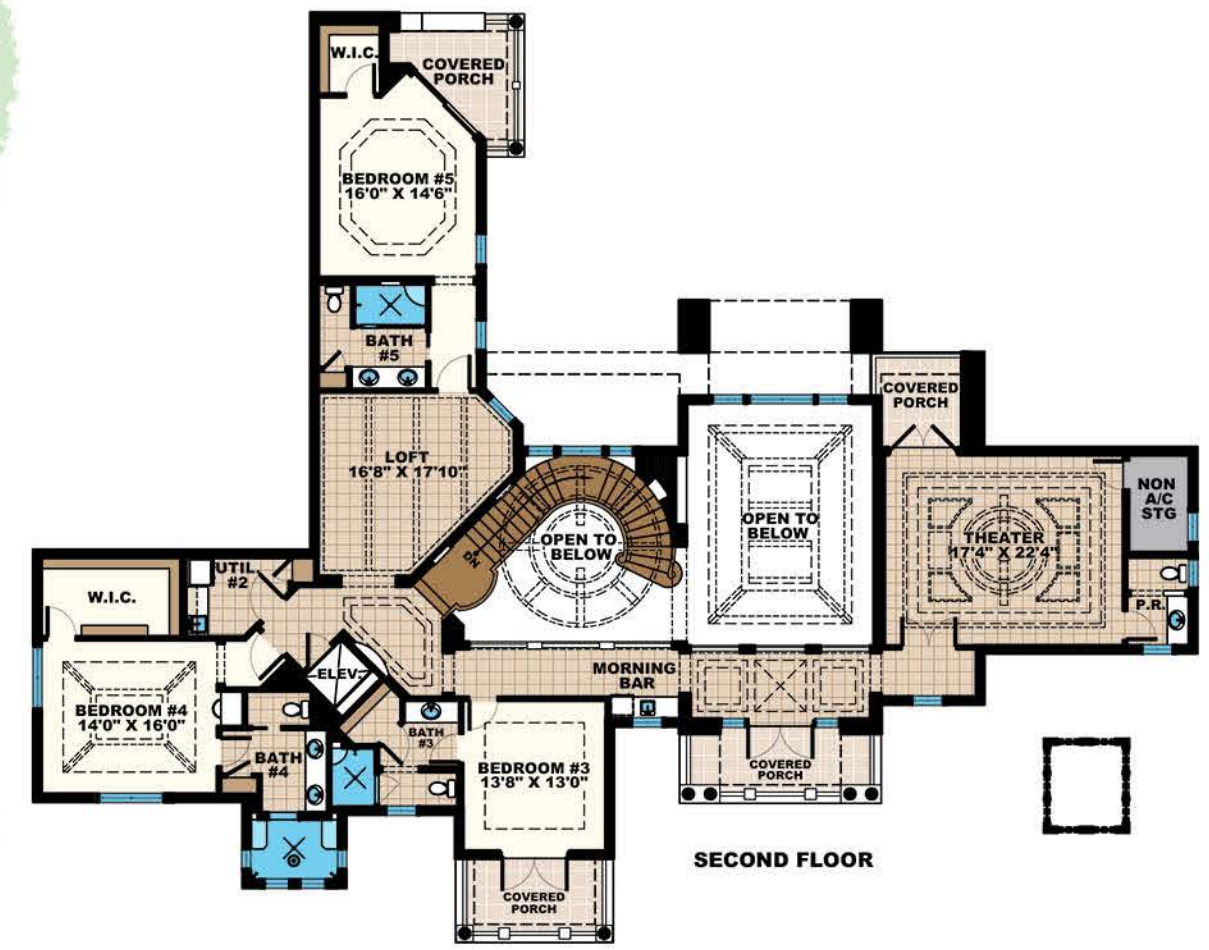 W.I.C.
COVERED
PORCH
BEDROOM #5
16'0" X 14'6"
BATH
#5
COVERED
PORCH
LOFT
16'8" X 17'10"
NON
A/C
STG
OPEN TO
BELOW
OPEN TO
BELOW
THEATER
17'4" X 22'4"
DN
UTIL
#2
W.I.C.
P.R.
ELEV.
MORNING
BAR
BEDROOM #4
14'0" X 16'0"
BATH
#3
BATH
#4
BEDROOM #3
13'8" X 13'0"
COVERED
PORCH
SECOND FLOOR
COVERED
PORCH